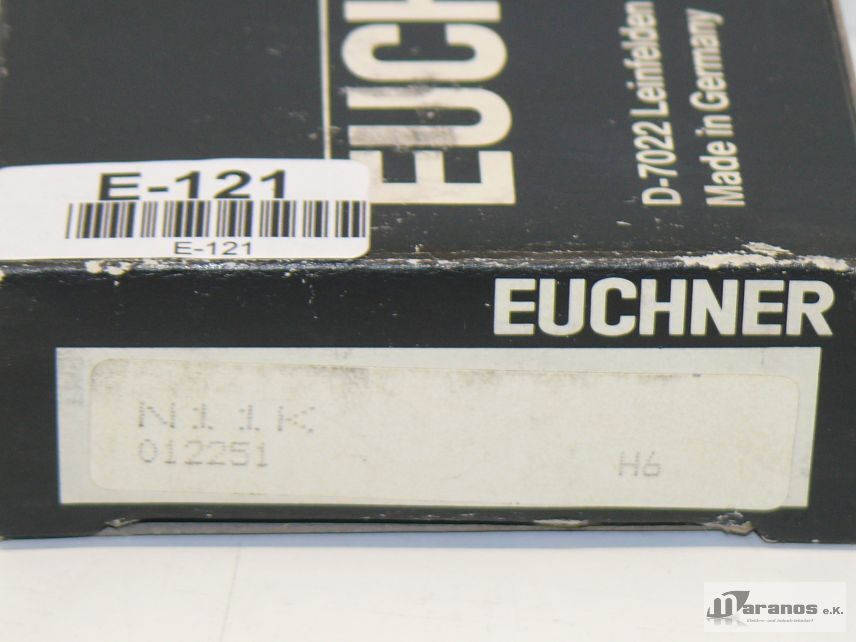 EUCH
D-7022 Leinfelden
Made in Germany
E-121
E-121
EUCHNER
N11K
012251
H6
Maranos e.K.